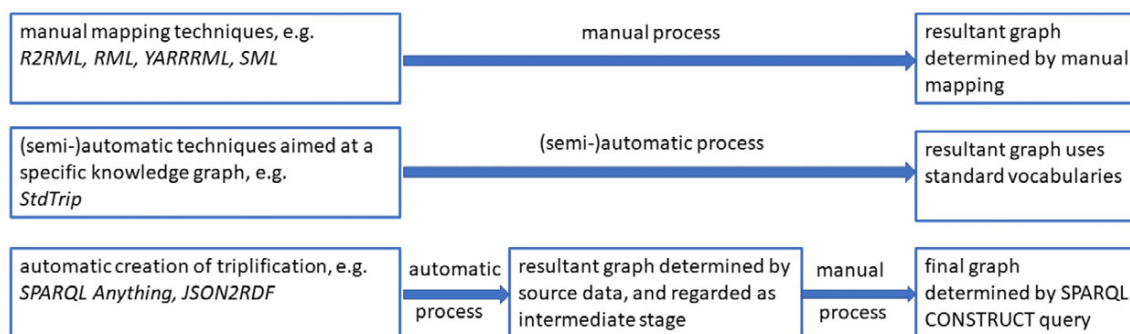 manual mapping techniques, e.g.
R2RML, RML, YARRRML, SML
manual process
resultant graph
determined by manual
mapping
(semi-)automatic techniques aimed at a
specific knowledge graph, e.g.
StdTrip
(semi-)automatic process
resultant graph uses
standard vocabularies
automatic creation of triplification, e.g.
SPARQL Anything, JSON2RDF
automatic
process
resultant graph determined by
source data, and regarded as
intermediate stage
manual
process
final graph
determined by SPARQL
CONSTRUCT query